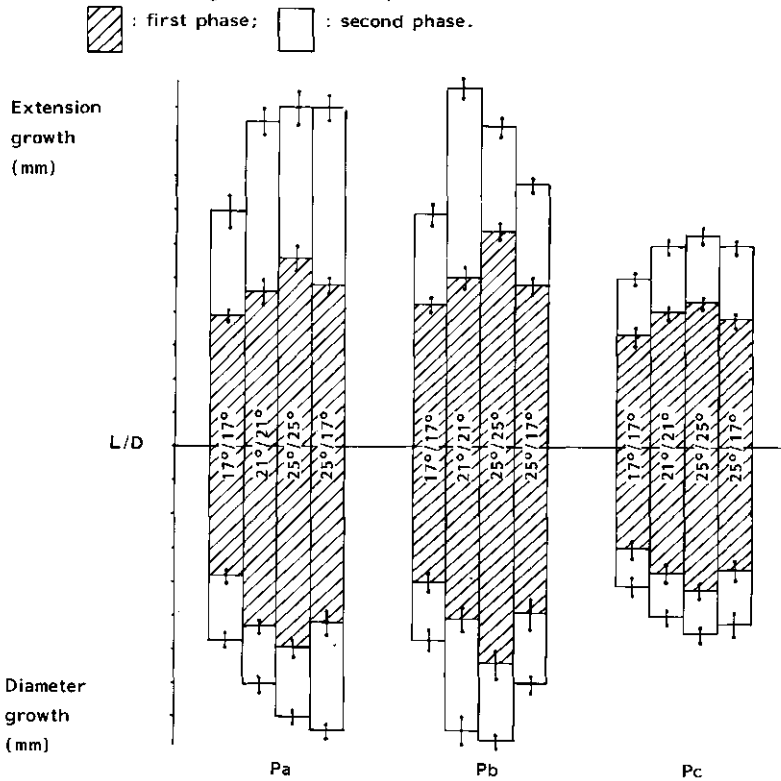 : first phase; : second phase.
Extension
growth
(mm)
L/D
17°/17°
21°/21°
25°/25°
25°/17°
17°/17°
21°/21°
25°/25°
25°/17°
17°/17°
21°/21°
25°/25°
25°/17°
Diameter
growth
(mm)
Pa Pb Pc